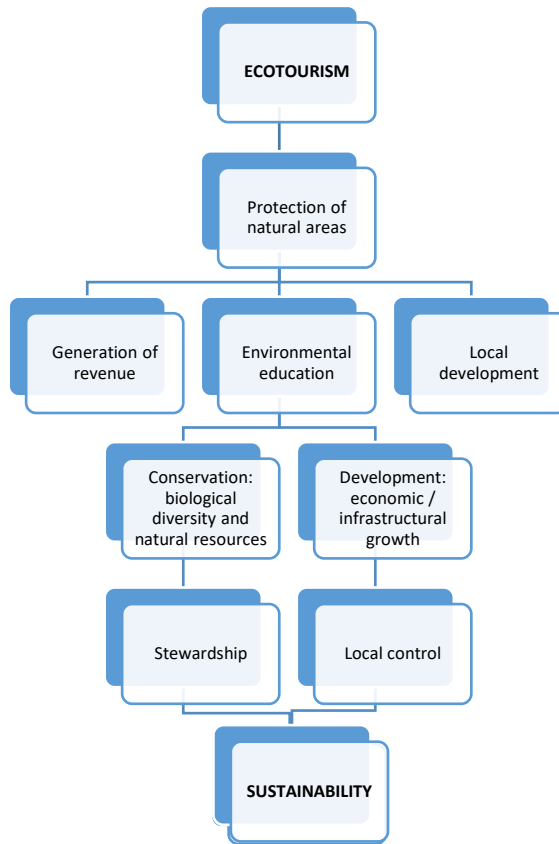 ECOTOURISM
Protection of
natural areas
Generation of
revenue
Environmental
education
Local
development
Conservation:
biological
diversity and
natural resources
Development:
economic /
infrastructural
growth
Stewardship
Local control
SUSTAINABILITY